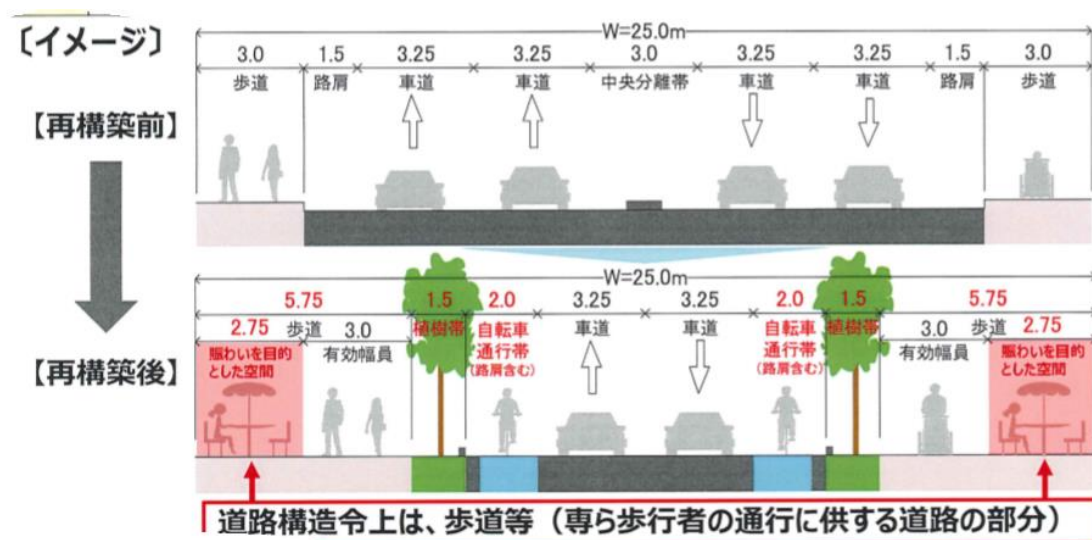 〔イメージ〕
W=25.0m
3.0 1.5 3.25 3.25 3.0 3.25 3.25 1.5 3.0
歩道 路肩 車道 車道 中央分離帯 車道 車道 路肩 歩道
【再構築前】
W=25.0m
5.75 1.5 2.0 3.25 3.25 2.0 1.5 5.75
2.75 歩道 3.0 植樹帯 自転車 車道 車道 自転車 植樹帯 3.0 歩道 2.75
賑わいを目的 有効幅員 通行帯 通行帯 有効幅員 賑わいを目的
とした空間 (路肩含む) (路肩含む) とした空間
【再構築後】
道路構造令上は、歩道等（専ら歩行者の通行に供する道路の部分）